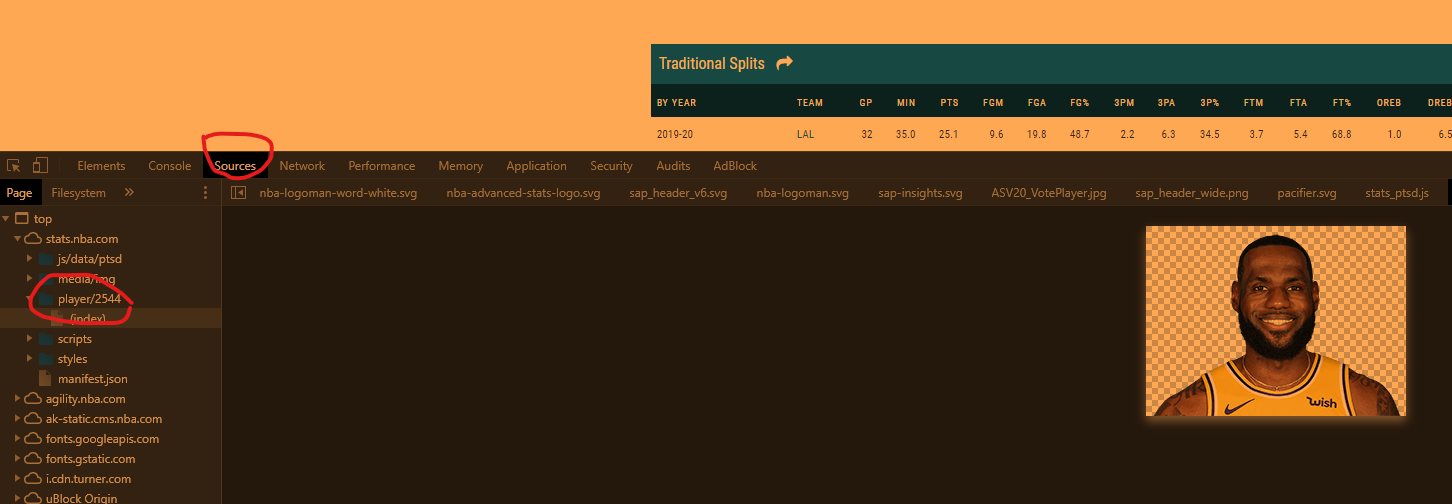 Traditional Splits
BY YEAR TEAM GP MIN PTS FGM FGA FG% 3PM 3PA 3P% FTM FTA FT% OREB DREB
2019-20 LAL 32 35.0 25.1 9.6 19.8 48.7 2.2 6.3 34.5 3.7 5.4 68.8 1.0 6.5
Elements Console Sources Network Performance Memory Application Security Audits AdBlock
Page Filesystem » nba-logoman-word-white.svg nba-advanced-stats-logo.svg sap_header_v6.svg nba-logoman.svg sap-insights.svg ASV20_VotePlayer.jpg sap_header_wide.png pacifier.svg stats_ptsd.js
top
stats.nba.com
js/data/ptsd
media/img
player/2544
(index)
scripts
styles
manifest.json
agility.nba.com
ak-static.cms.nba.com
fonts.googleapis.com
fonts.gstatic.com
i.cdn.turner.com
uBlock Origin
wish